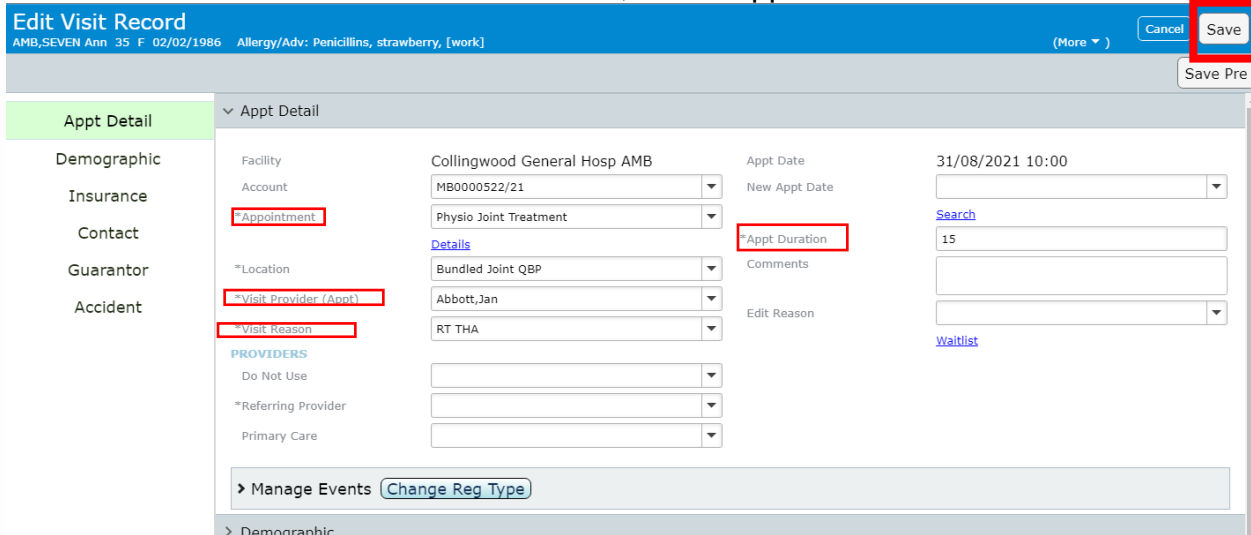 Edit Visit Record
AMB,SEVEN Ann 35 F 02/02/1986 Allergy/Adv: Penicillins, strawberry, [work]
(More ▼ )
Cancel
Save
Save Pre
Appt Detail
Demographic
Insurance
Contact
Guarantor
Accident
Appt Detail
Facility Collingwood General Hosp AMB
Account MB0000522/21
*Appointment Physio Joint Treatment
Details
*Location Bundled Joint QBP
*Visit Provider (Appt) Abbott,Jan
*Visit Reason RT THA
PROVIDERS
Do Not Use
*Referring Provider
Primary Care
Appt Date 31/08/2021 10:00
New Appt Date
Search
*Appt Duration 15
Comments
Edit Reason
Waitlist
Manage Events Change Reg Type
Demographic